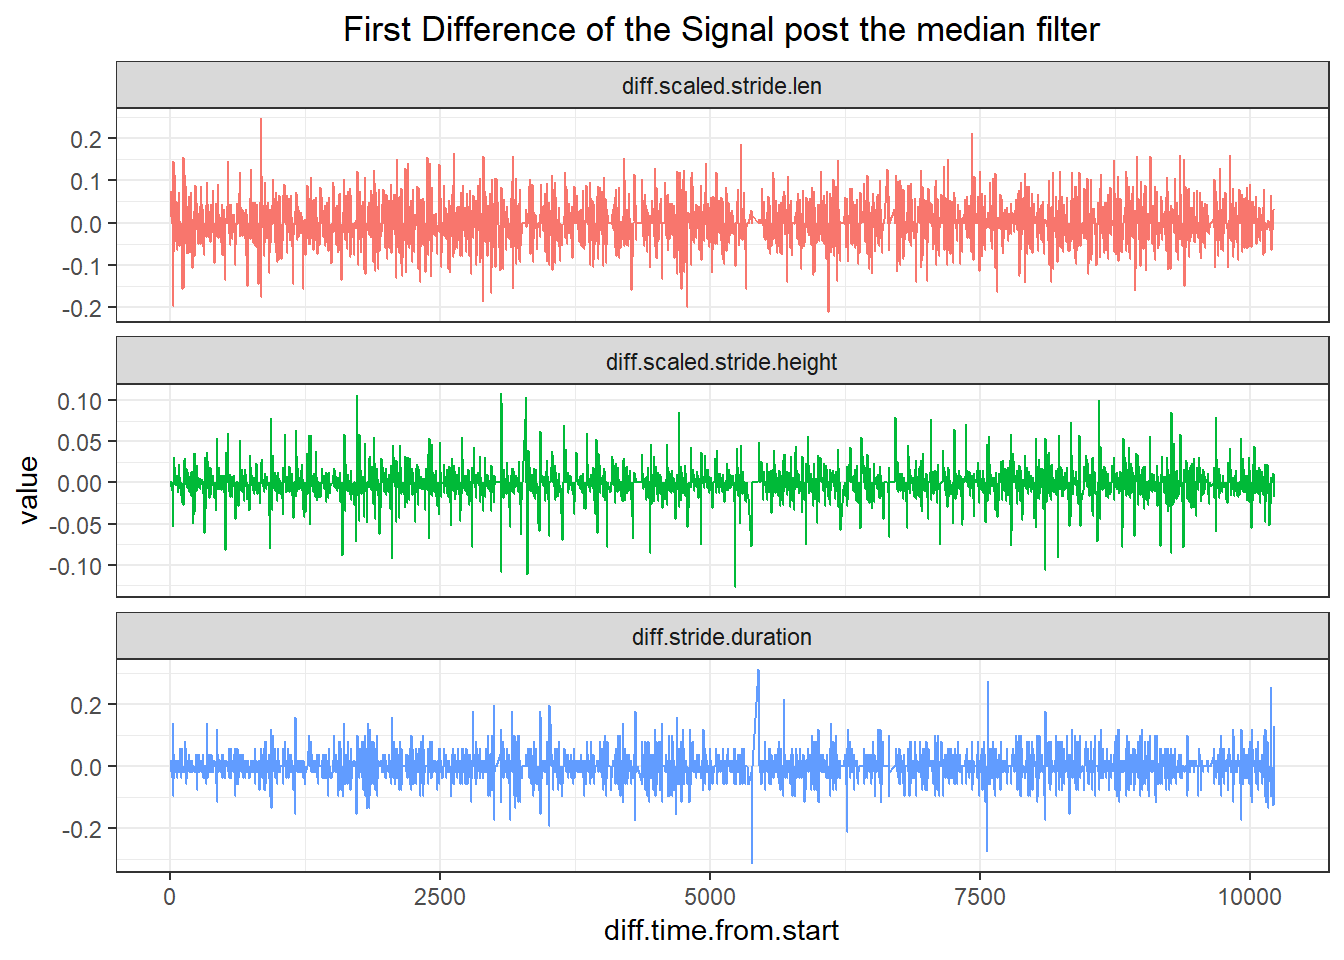 First Difference of the Signal post the median filter
diff.scaled.stride.len
0.2
0.1
0.0
-0.1
-0.2
diff.scaled.stride.height
0.10
0.05
0.00
-0.05
-0.10
value
diff.stride.duration
0.2
0.0
-0.2
0 2500 5000 7500 10000
diff.time.from.start